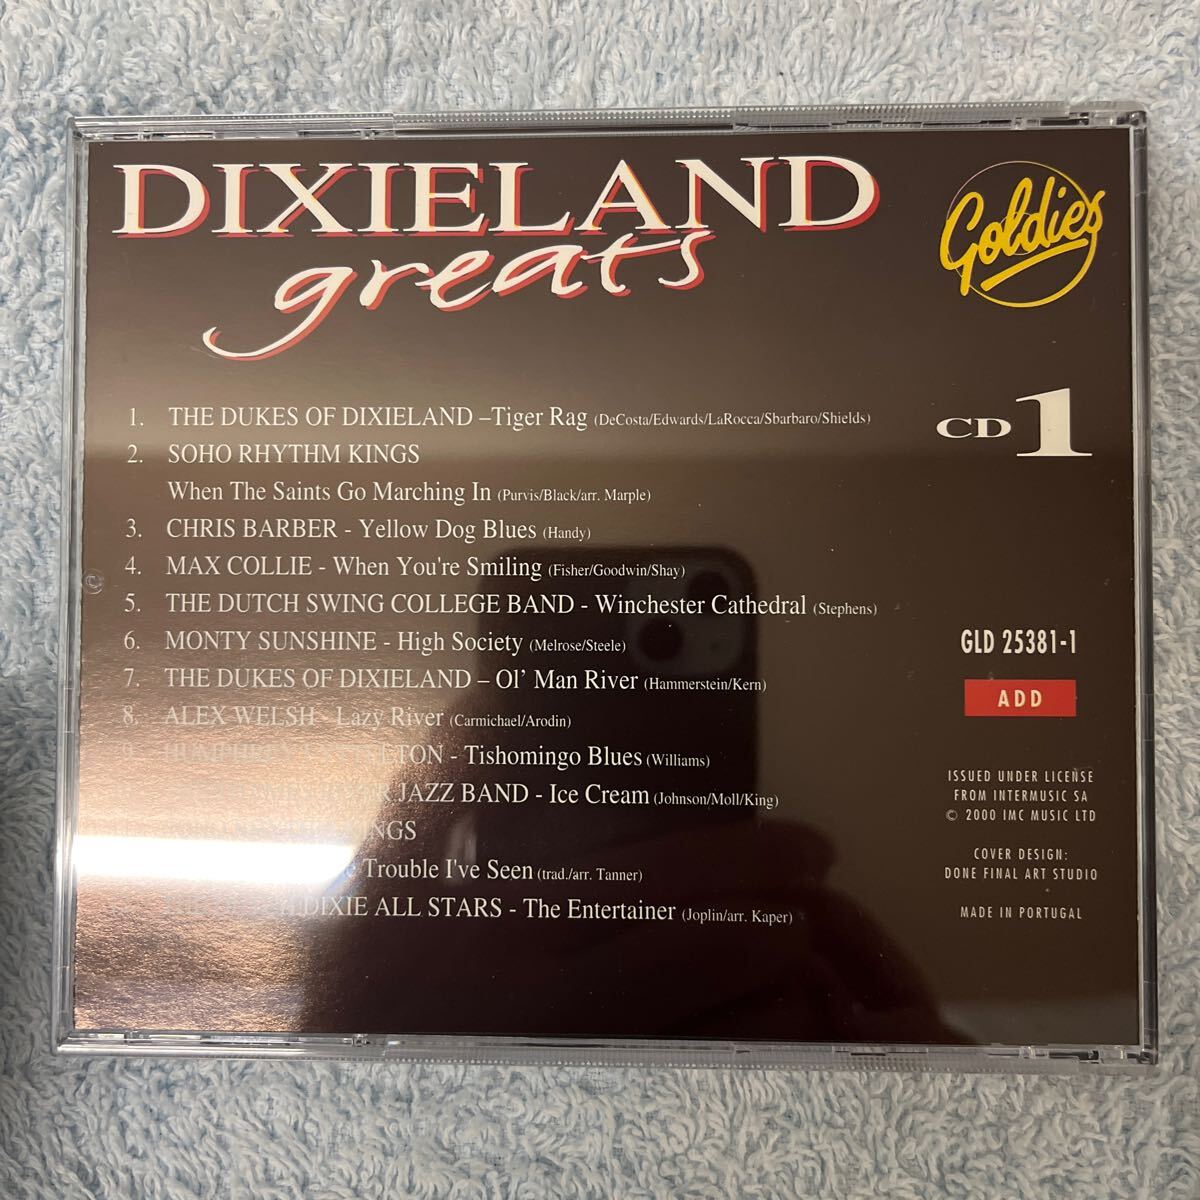 DIXIELAND
greats
Goldies
CD 1
1. THE DUKES OF DIXIELAND –Tiger Rag (DeCosta/Edwards/LaRocca/Sbarbaro/Shields)
2. SOHO RHYTHM KINGS
When The Saints Go Marching In (Purvis/Black/arr. Marple)
3. CHRIS BARBER - Yellow Dog Blues (Handy)
4. MAX COLLIE - When You're Smiling (Fisher/Goodwin/Shay)
5. THE DUTCH SWING COLLEGE BAND - Winchester Cathedral (Stephens)
6. MONTY SUNSHINE - High Society (Melrose/Steele)
7. THE DUKES OF DIXIELAND – Ol' Man River (Hammerstein/Kern)
8. ALEX WELSH - Lazy River (Carmichael/Arodin)
9. HUMPHREY LYTTELTON - Tishomingo Blues (Williams)
JAZZ BAND - Ice Cream (Johnson/Moll/King)
KINGS
Trouble I've Seen (trad./arr. Tanner)
DIXIE ALL STARS - The Entertainer (Joplin/arr. Kaper)
GLD 25381-1
ADD
ISSUED UNDER LICENSE
FROM INTERMUSIC SA
© 2000 IMC MUSIC LTD
COVER DESIGN:
DONE FINAL ART STUDIO
MADE IN PORTUGAL